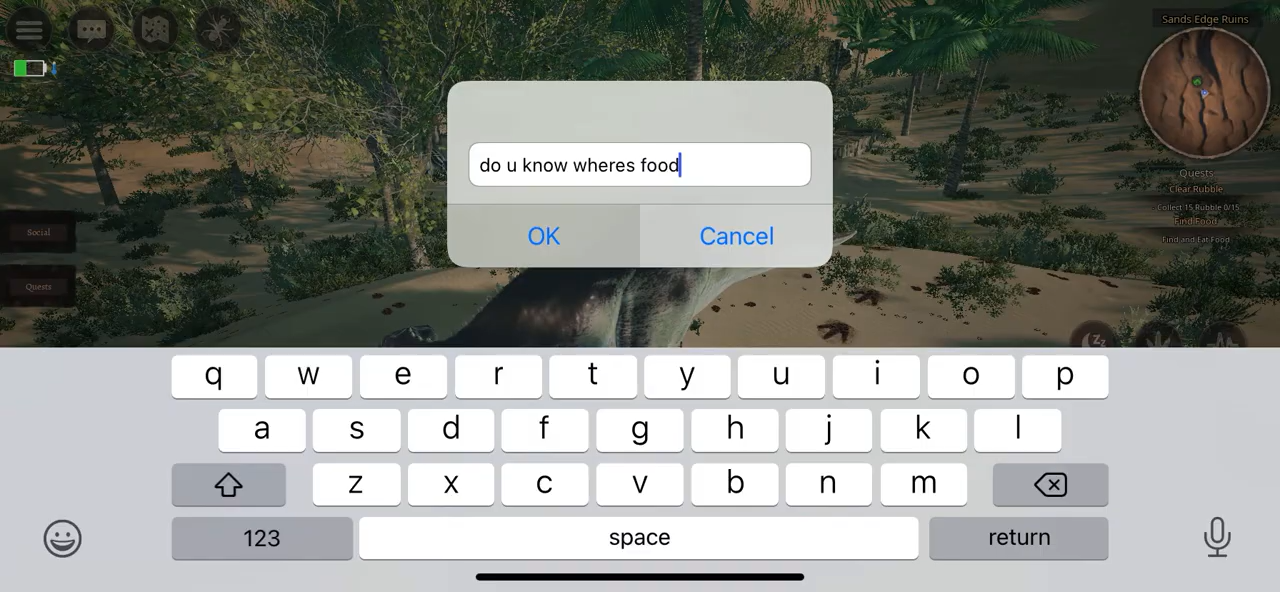 Sands Edge Ruins
do u know wheres food
OK
Cancel
Quests
Clear Rubble
Collect 15 Rubble 0/15
Find Food
Find and Eat Food
Social
Quests
q w e r t y u i o p
a s d f g h j k l
z x c v b n m
123
space
return